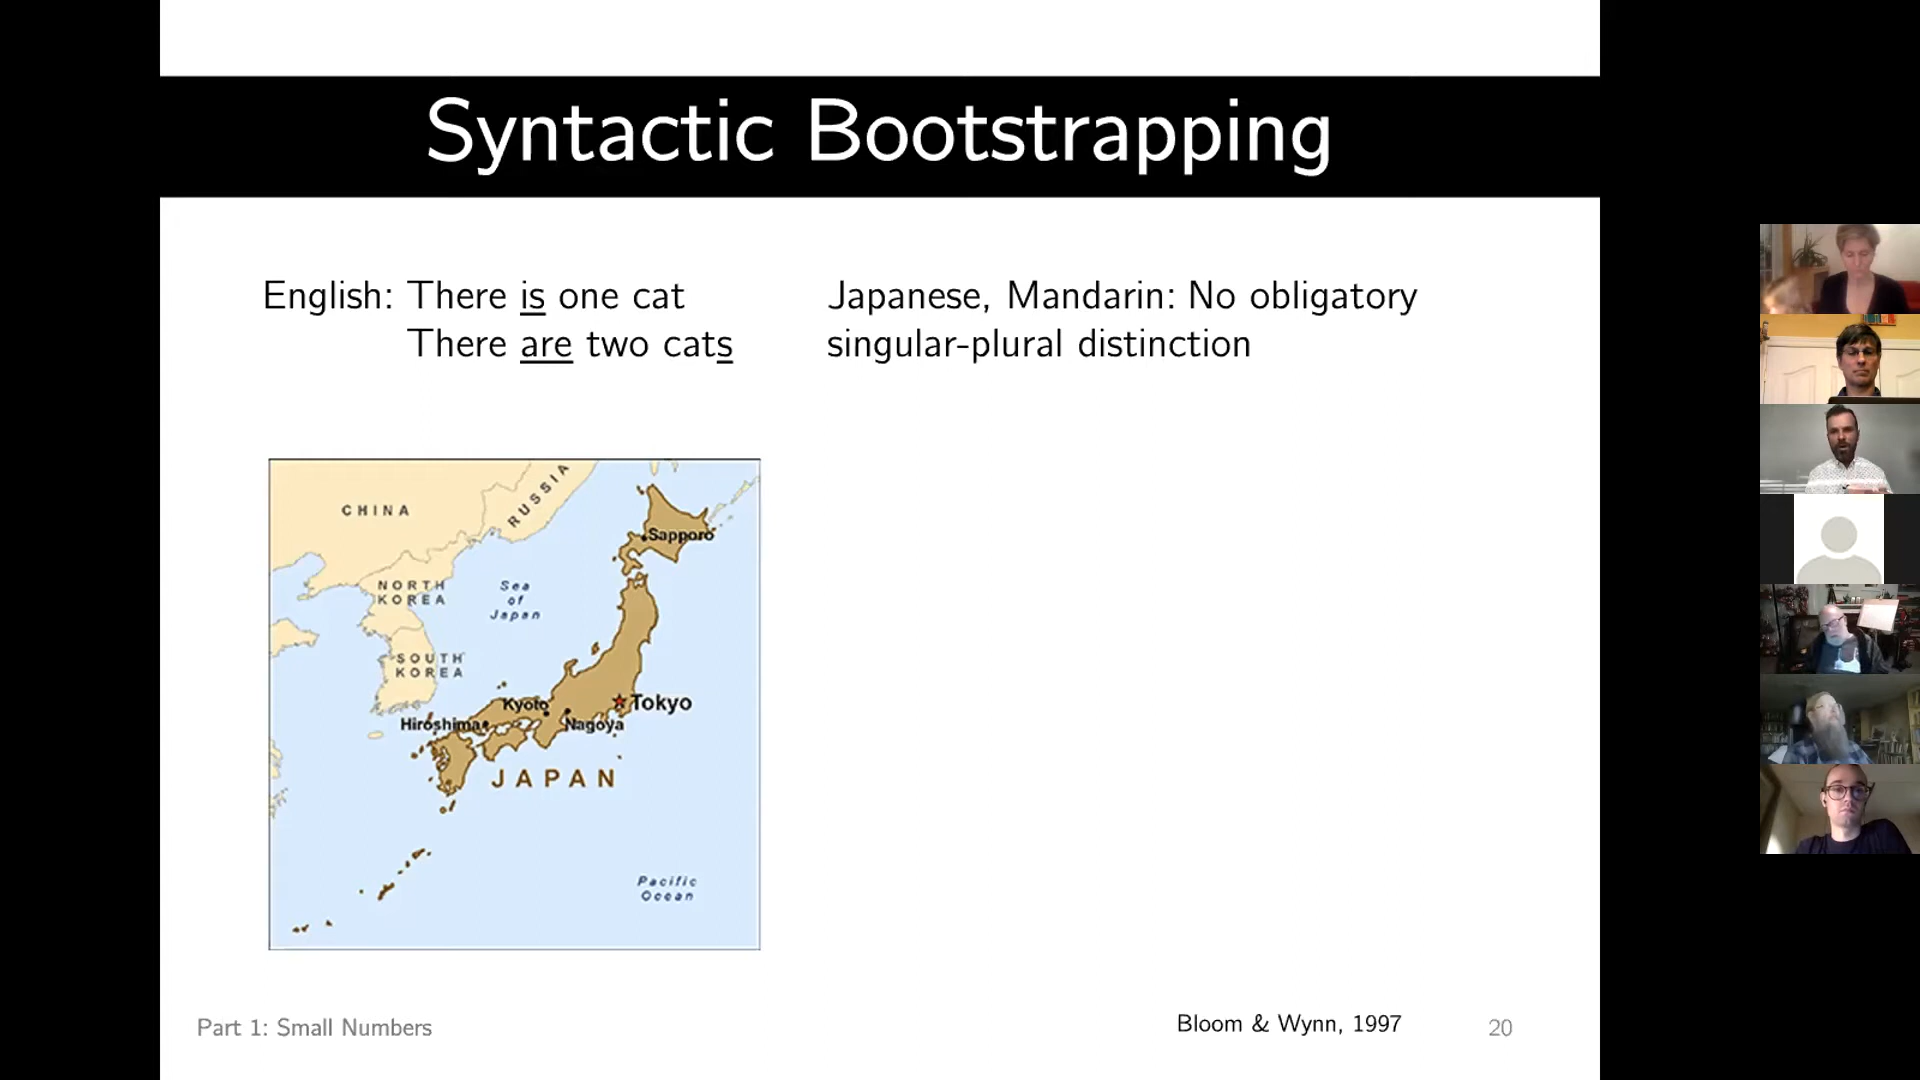 Syntactic Bootstrapping
English: There is one cat
There are two cats
Japanese, Mandarin: No obligatory
singular-plural distinction
CHINA
RUSSIA
Sapporo
NORTH
KOREA
Sea
of
Japan
SOUTH
KOREA
Kyoto
Tokyo
Hiroshima
Nagoya
JAPAN
Pacific
Ocean
Part 1: Small Numbers
Bloom & Wynn, 1997
20